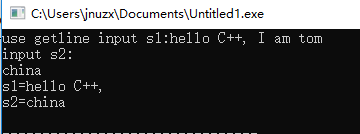 C:\Users\jnuzx\Documents\Untitled1.exe
use getline input s1:hello C++, I am tom
input s2:
china
s1=hello C++,
s2=china
--------------------------------